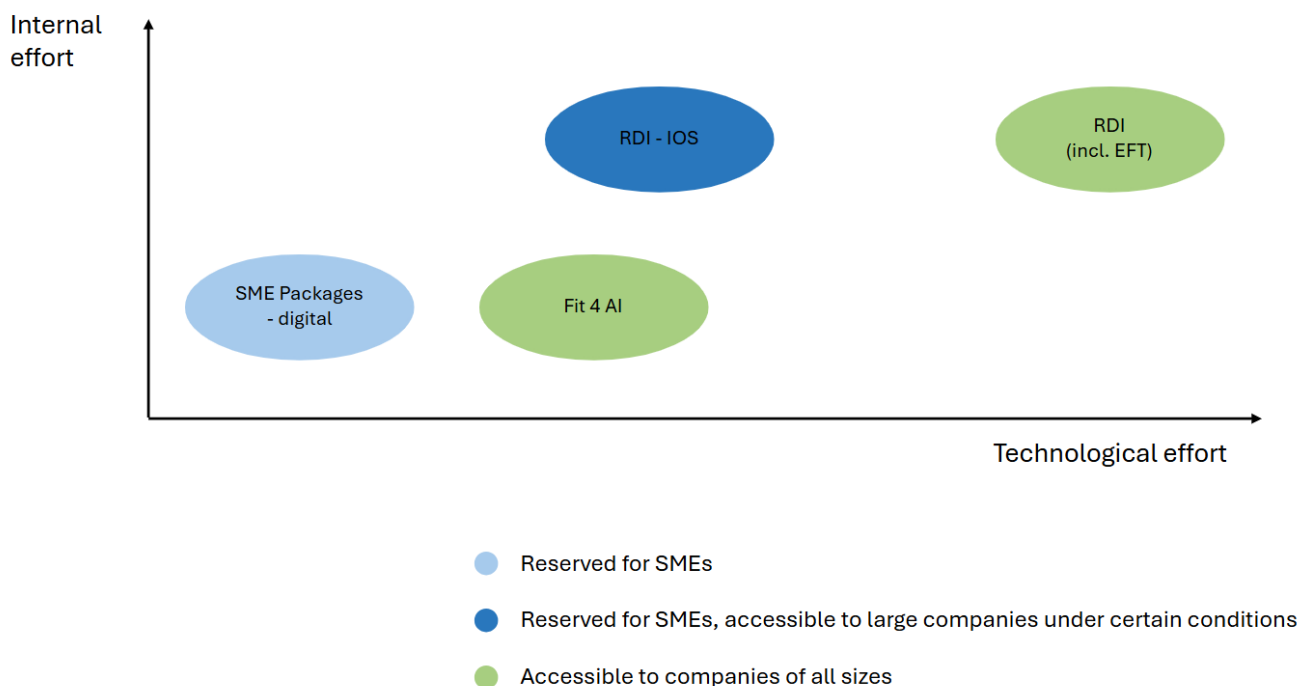 Internal
effort
RDI - IOS
RDI
(incl. EFT)
SME Packages
- digital
Fit 4 AI
Technological effort
Reserved for SMEs
Reserved for SMEs, accessible to large companies under certain conditions
Accessible to companies of all sizes